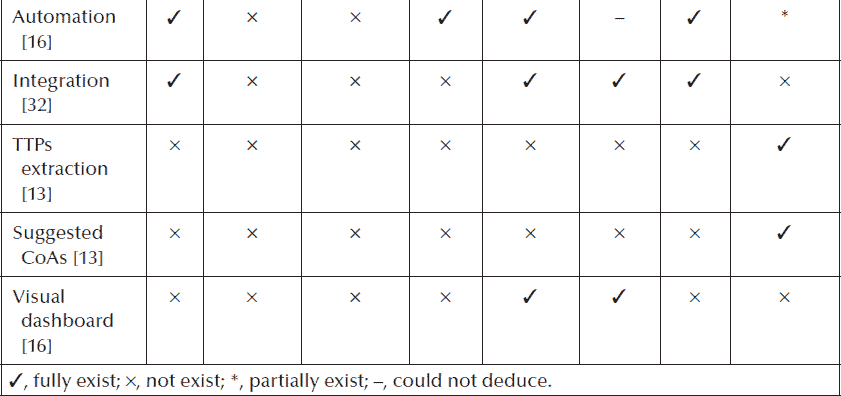 Automation ✓ × × ✓ ✓ – ✓ *
[16]
Integration ✓ × × × ✓ ✓ ✓ ×
[32]
TTPs × × × × × × × ✓
extraction
[13]
Suggested × × × × × × × ✓
CoAs [13]
Visual × × × × ✓ ✓ × ×
dashboard
[16]
✓, fully exist; ×, not exist; *, partially exist; –, could not deduce.